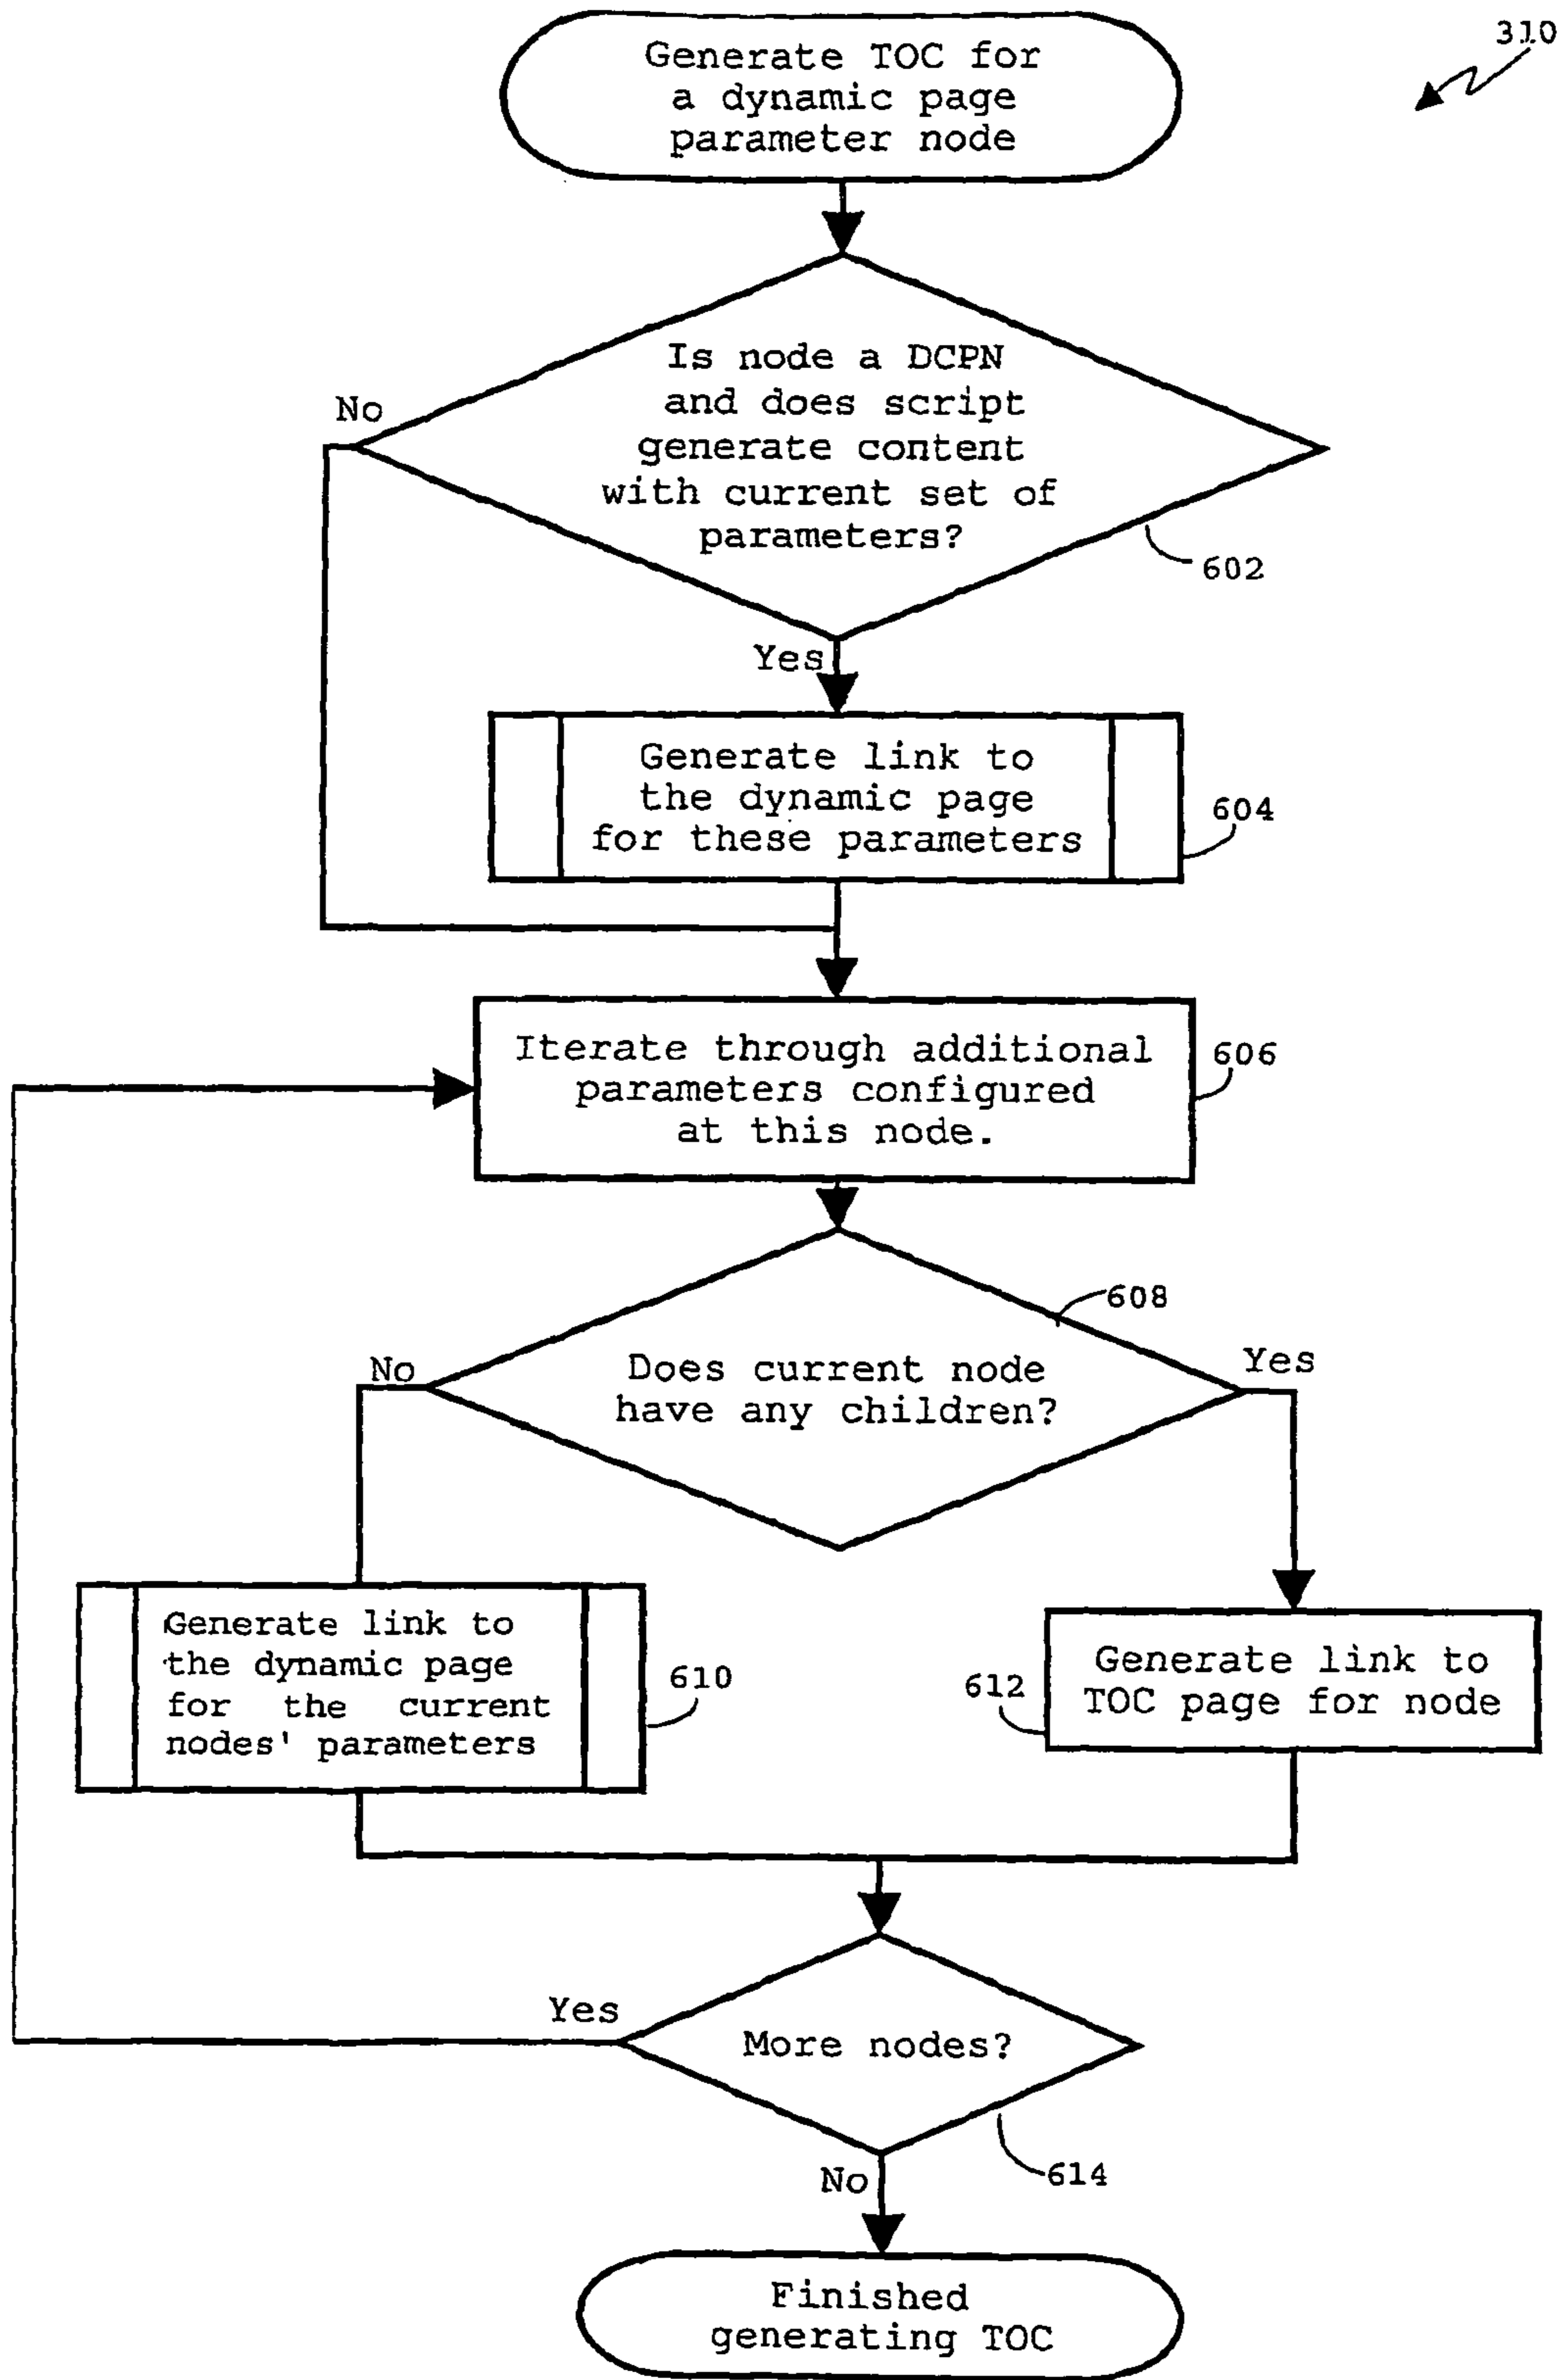 310
Generate TOC for
a dynamic page
parameter node
Is node a DCPN
and does script
generate content
with current set of
parameters?
No
602
Yes
Generate link to
the dynamic page
for these parameters
604
Iterate through additional
parameters configured
at this node.
606
608
Does current node
have any children?
No
Yes
Generate link to
the dynamic page
for the current
nodes' parameters
610
612
Generate link to
TOC page for node
Yes
More nodes?
614
No
Finished
generating TOC